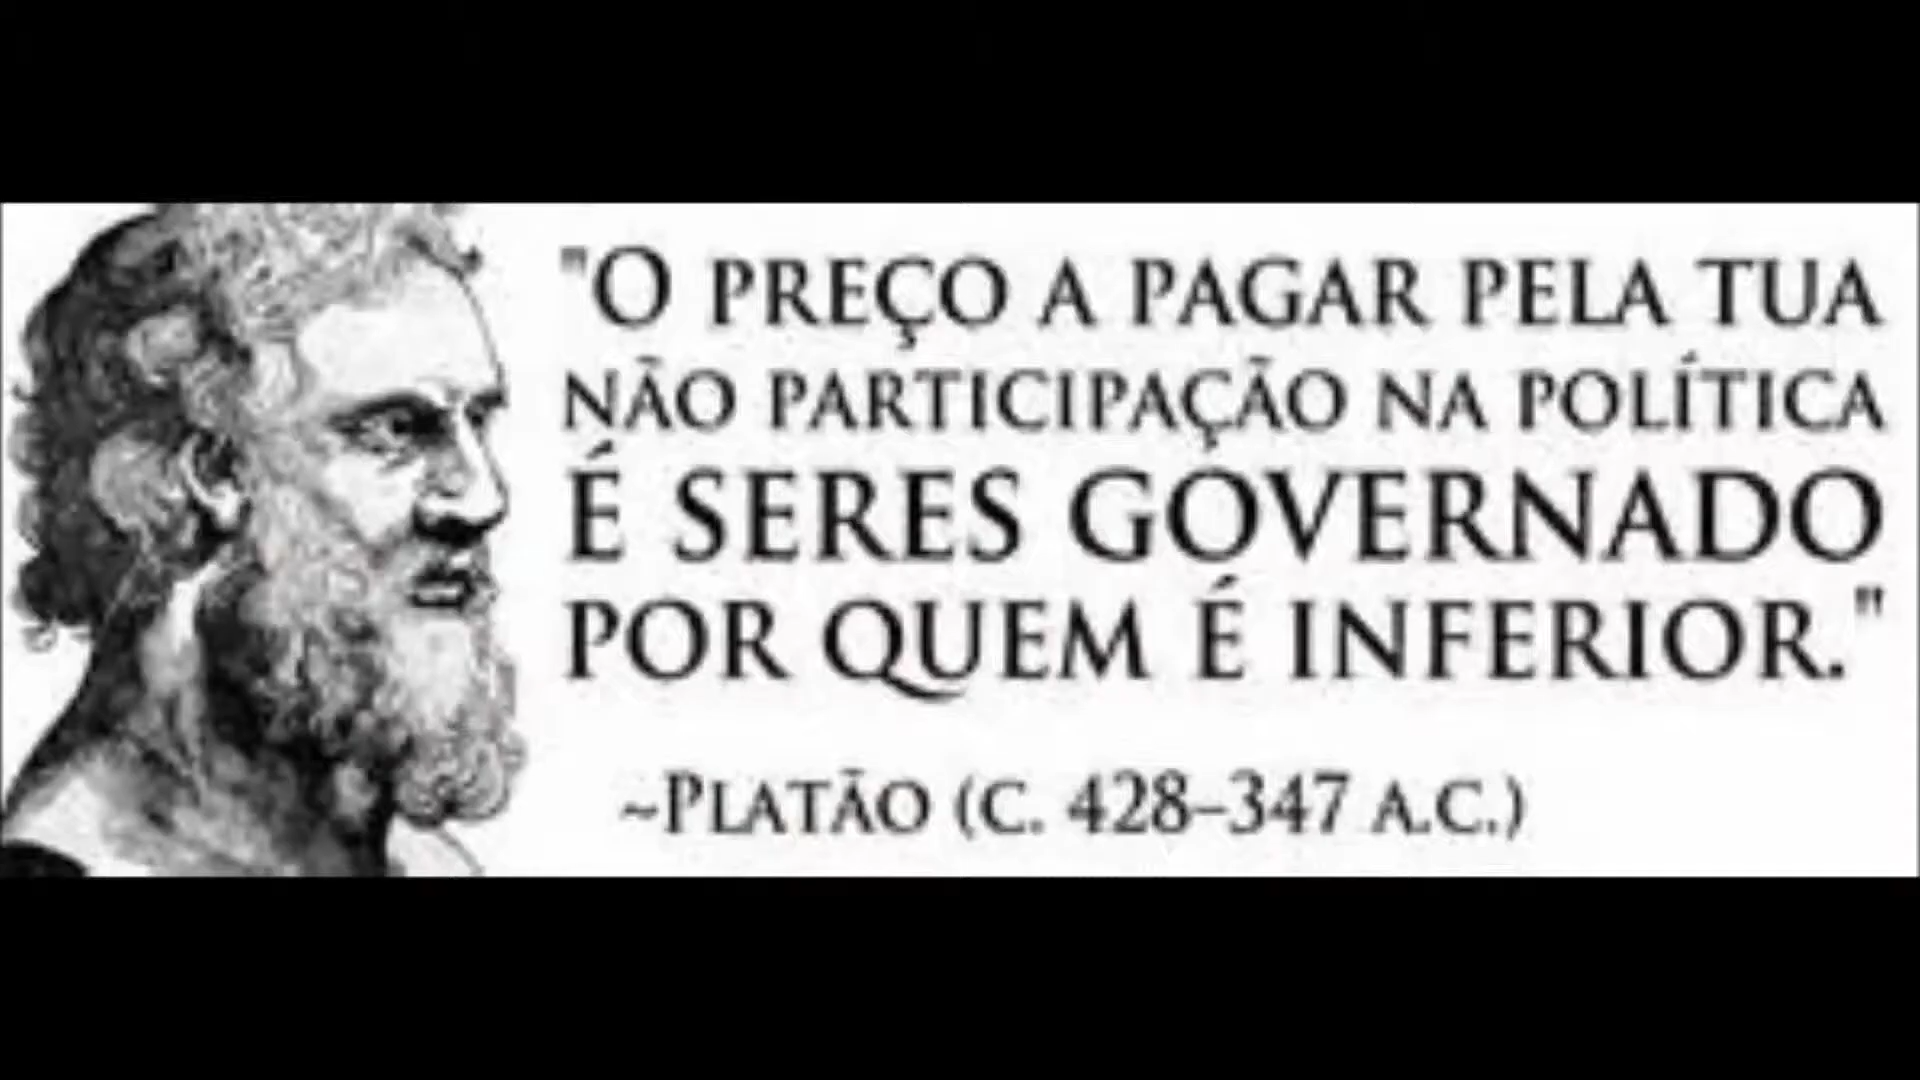 "O PREÇO A PAGAR PELA TUA
NÃO PARTICIPAÇÃO NA POLÍTICA
É SERES GOVERNADO
POR QUEM É INFERIOR."
~PLATÃO (C. 428–347 A.C.)